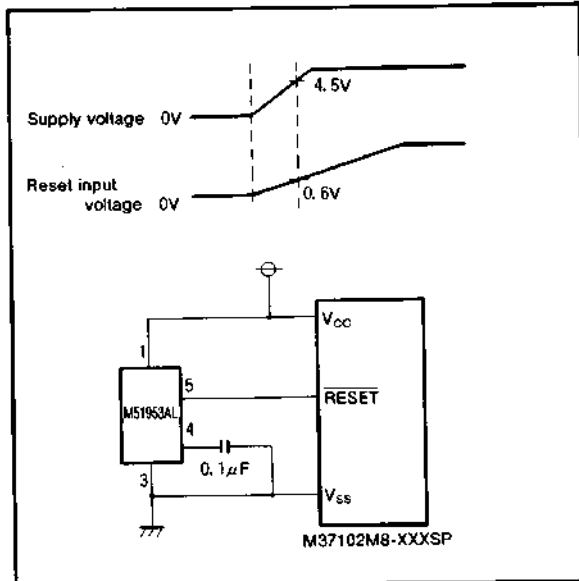 4.5V
Supply voltage 0V
Reset input
voltage 0V
0.6V
1
VCC
5
M51953AL
RESET
4
0.1μF
3
VSS
M37102M8-XXXSP